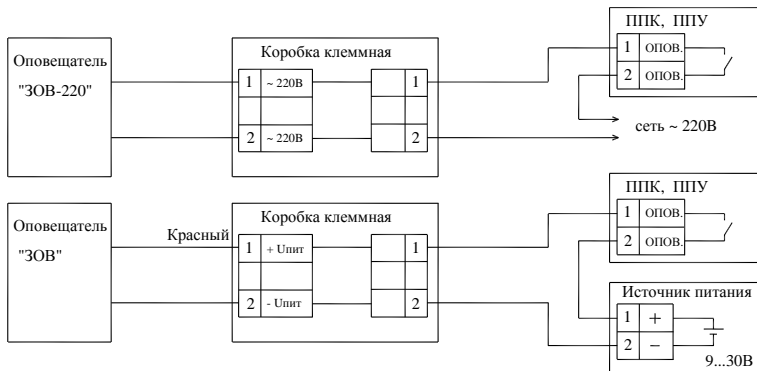 Оповещатель
"ЗОВ-220"
Коробка клеммная
1 ~ 220В 1
2 ~ 220В 2
ППК, ППУ
1 ОПОВ.
2 ОПОВ.
сеть ~ 220В
Оповещатель
"ЗОВ"
Красный
Коробка клеммная
1 + Uпит 1
2 - Uпит 2
ППК, ППУ
1 ОПОВ.
2 ОПОВ.
Источник питания
1 +
2 −
9...30В